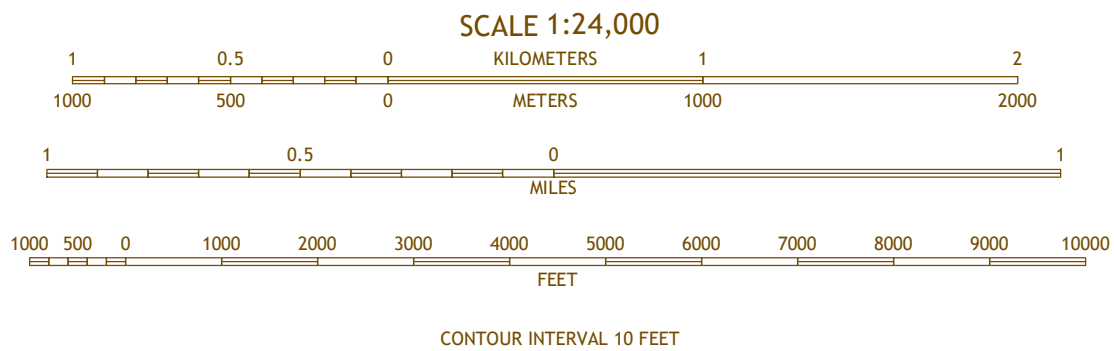 SCALE 1:24,000
1 0.5 0 KILOMETERS 1 2
1000 500 0 METERS 1000 2000
1 0.5 0 1
MILES
1000 500 0 1000 2000 3000 4000 5000 6000 7000 8000 9000 10000
FEET
CONTOUR INTERVAL 10 FEET